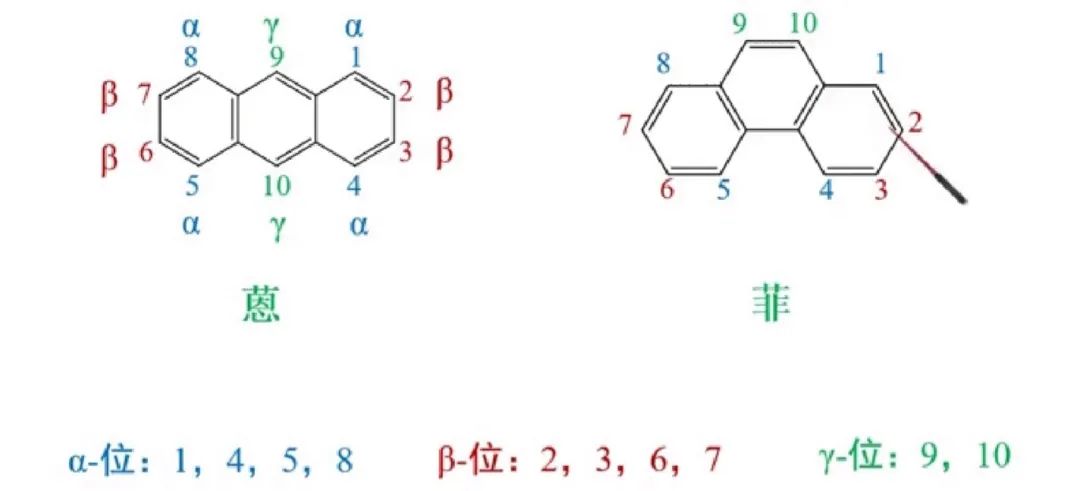 α γ α 9 10
8 9 1 8 1
β 7 2 β 7 2
β 6 3 β 6 5 4 3
5 10 4
α γ α
蒽 菲
α-位：1，4，5，8 β-位：2，3，6，7 γ-位：9，10